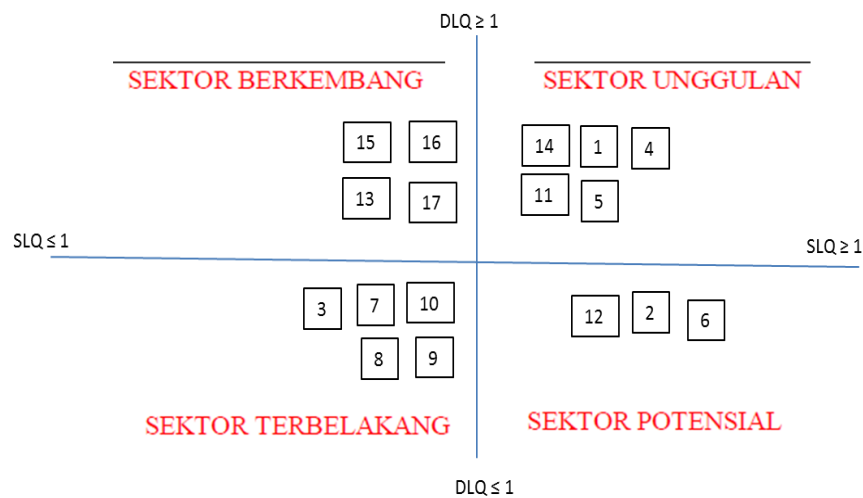 DLQ ≥ 1
SEKTOR BERKEMBANG
SEKTOR UNGGULAN
15 16
14 1 4
13 17
11 5
SLQ ≤ 1
SLQ ≥ 1
3 7 10
12 2 6
8 9
SEKTOR TERBELAKANG
SEKTOR POTENSIAL
DLQ ≤ 1